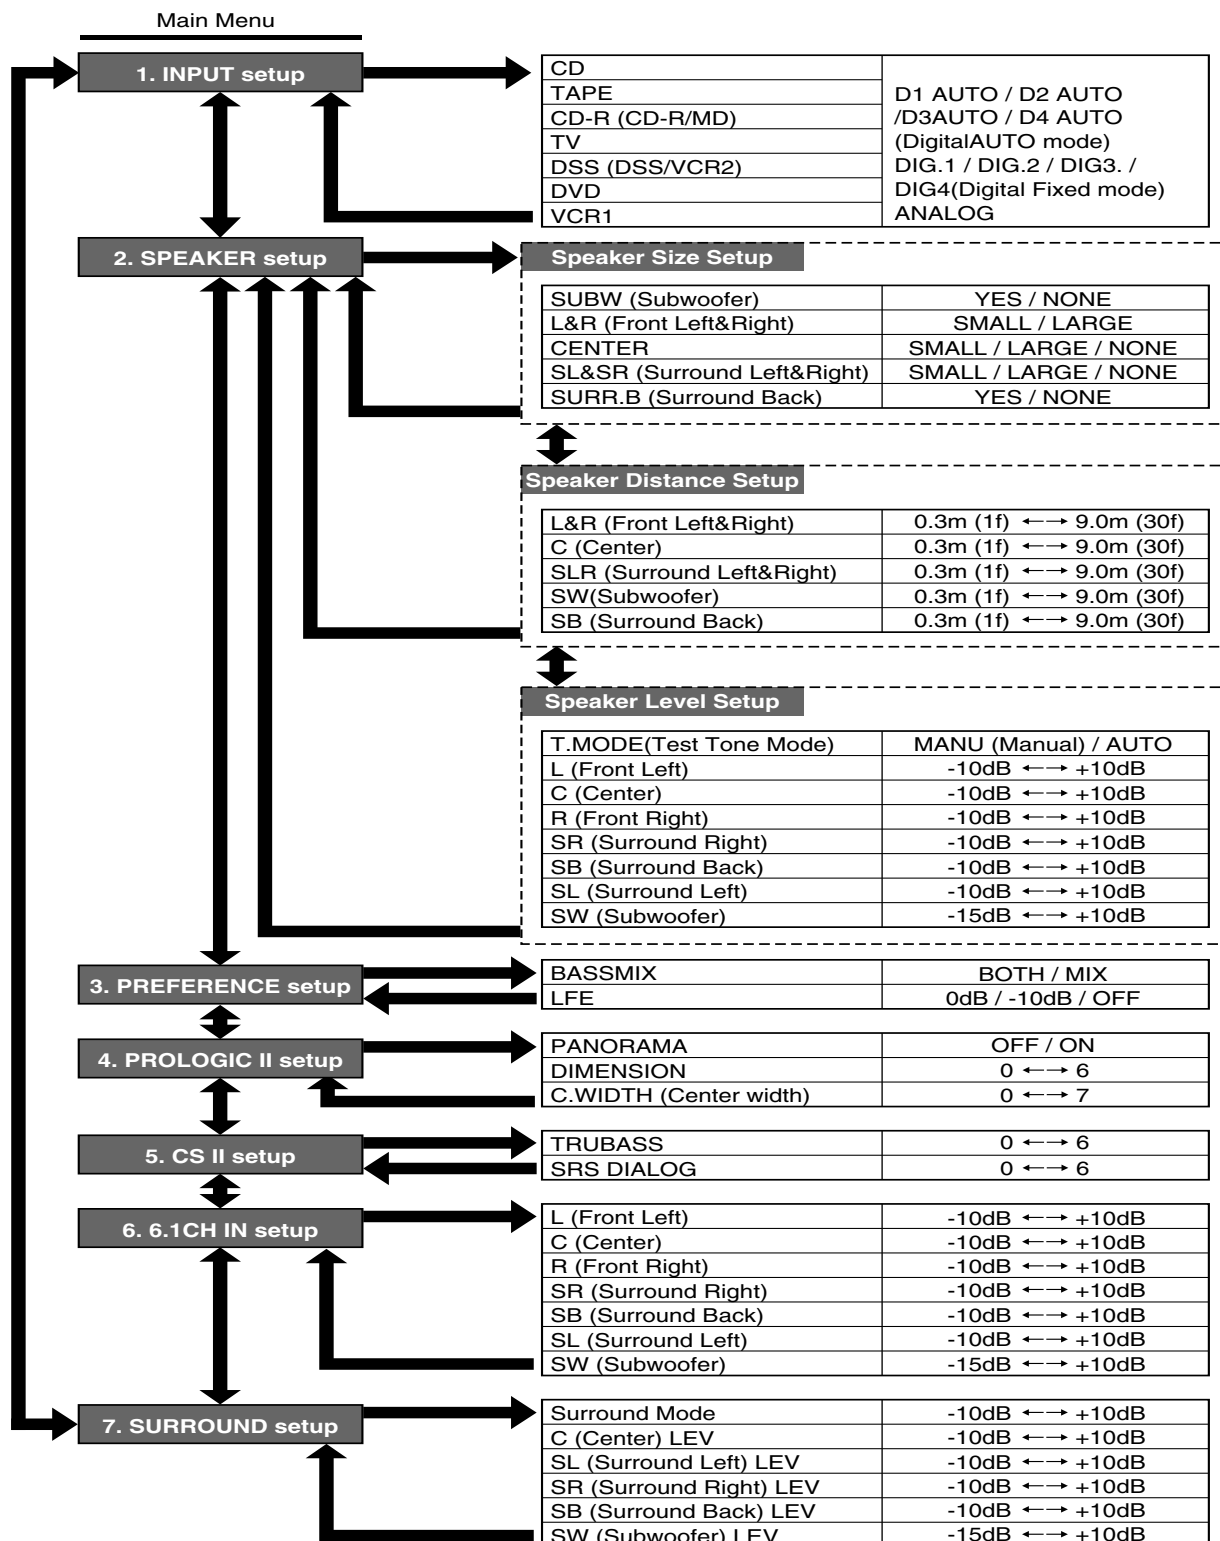 Main Menu
1. INPUT setup
CD
TAPE
CD-R (CD-R/MD)
TV
DSS (DSS/VCR2)
DVD
VCR1
D1 AUTO / D2 AUTO
/D3AUTO / D4 AUTO
(DigitalAUTO mode)
DIG.1 / DIG.2 / DIG3. /
DIG4(Digital Fixed mode)
ANALOG
2. SPEAKER setup
Speaker Size Setup
SUBW (Subwoofer) YES / NONE
L&R (Front Left&Right) SMALL / LARGE
CENTER SMALL / LARGE / NONE
SL&SR (Surround Left&Right) SMALL / LARGE / NONE
SURR.B (Surround Back) YES / NONE
Speaker Distance Setup
L&R (Front Left&Right) 0.3m (1f) ←→ 9.0m (30f)
C (Center) 0.3m (1f) ←→ 9.0m (30f)
SLR (Surround Left&Right) 0.3m (1f) ←→ 9.0m (30f)
SW(Subwoofer) 0.3m (1f) ←→ 9.0m (30f)
SB (Surround Back) 0.3m (1f) ←→ 9.0m (30f)
Speaker Level Setup
T.MODE(Test Tone Mode) MANU (Manual) / AUTO
L (Front Left) -10dB ←→ +10dB
C (Center) -10dB ←→ +10dB
R (Front Right) -10dB ←→ +10dB
SR (Surround Right) -10dB ←→ +10dB
SB (Surround Back) -10dB ←→ +10dB
SL (Surround Left) -10dB ←→ +10dB
SW (Subwoofer) -15dB ←→ +10dB
3. PREFERENCE setup
BASSMIX BOTH / MIX
LFE 0dB / -10dB / OFF
4. PROLOGIC II setup
PANORAMA OFF / ON
DIMENSION 0 ←→ 6
C.WIDTH (Center width) 0 ←→ 7
5. CS II setup
TRUBASS 0 ←→ 6
SRS DIALOG 0 ←→ 6
6. 6.1CH IN setup
L (Front Left) -10dB ←→ +10dB
C (Center) -10dB ←→ +10dB
R (Front Right) -10dB ←→ +10dB
SR (Surround Right) -10dB ←→ +10dB
SB (Surround Back) -10dB ←→ +10dB
SL (Surround Left) -10dB ←→ +10dB
SW (Subwoofer) -15dB ←→ +10dB
7. SURROUND setup
Surround Mode -10dB ←→ +10dB
C (Center) LEV -10dB ←→ +10dB
SL (Surround Left) LEV -10dB ←→ +10dB
SR (Surround Right) LEV -10dB ←→ +10dB
SB (Surround Back) LEV -10dB ←→ +10dB
SW (Subwoofer) LEV -15dB ←→ +10dB